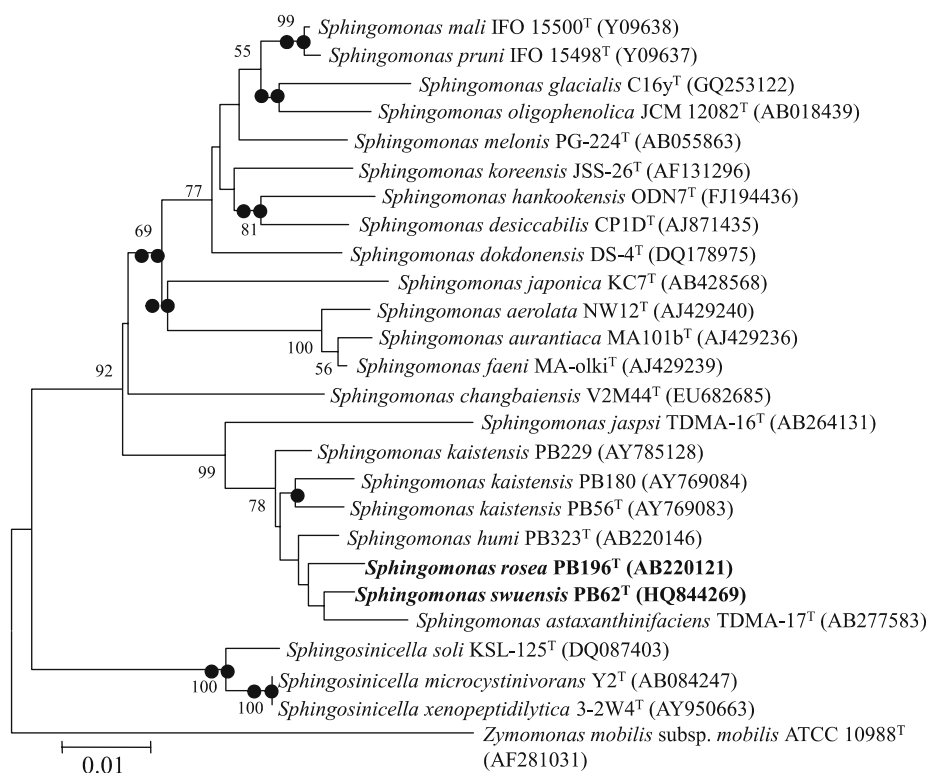 99
Sphingomonas mali IFO 15500ᵀ (Y09638)
Sphingomonas pruni IFO 15498ᵀ (Y09637)
55
Sphingomonas glacialis C16yᵀ (GQ253122)
Sphingomonas oligophenolica JCM 12082ᵀ (AB018439)
Sphingomonas melonis PG-224ᵀ (AB055863)
Sphingomonas koreensis JSS-26ᵀ (AF131296)
77
Sphingomonas hankookensis ODN7ᵀ (FJ194436)
81
Sphingomonas desiccabilis CP1Dᵀ (AJ871435)
69
Sphingomonas dokdonensis DS-4ᵀ (DQ178975)
Sphingomonas japonica KC7ᵀ (AB428568)
Sphingomonas aerolata NW12ᵀ (AJ429240)
Sphingomonas aurantiaca MA101bᵀ (AJ429236)
100
56
Sphingomonas faeni MA-olkiᵀ (AJ429239)
92
Sphingomonas changbaiensis V2M44ᵀ (EU682685)
Sphingomonas jaspsi TDMA-16ᵀ (AB264131)
Sphingomonas kaistensis PB229 (AY785128)
99
Sphingomonas kaistensis PB180 (AY769084)
78
Sphingomonas kaistensis PB56ᵀ (AY769083)
Sphingomonas humi PB323ᵀ (AB220146)
Sphingomonas rosea PB196ᵀ (AB220121)
Sphingomonas swuensis PB62ᵀ (HQ844269)
Sphingomonas astaxanthinifaciens TDMA-17ᵀ (AB277583)
Sphingosinicella soli KSL-125ᵀ (DQ087403)
100
Sphingosinicella microcystinivorans Y2ᵀ (AB084247)
100
Sphingosinicella xenopeptidilytica 3-2W4ᵀ (AY950663)
Zymomonas mobilis subsp. mobilis ATCC 10988ᵀ
(AF281031)
0.01